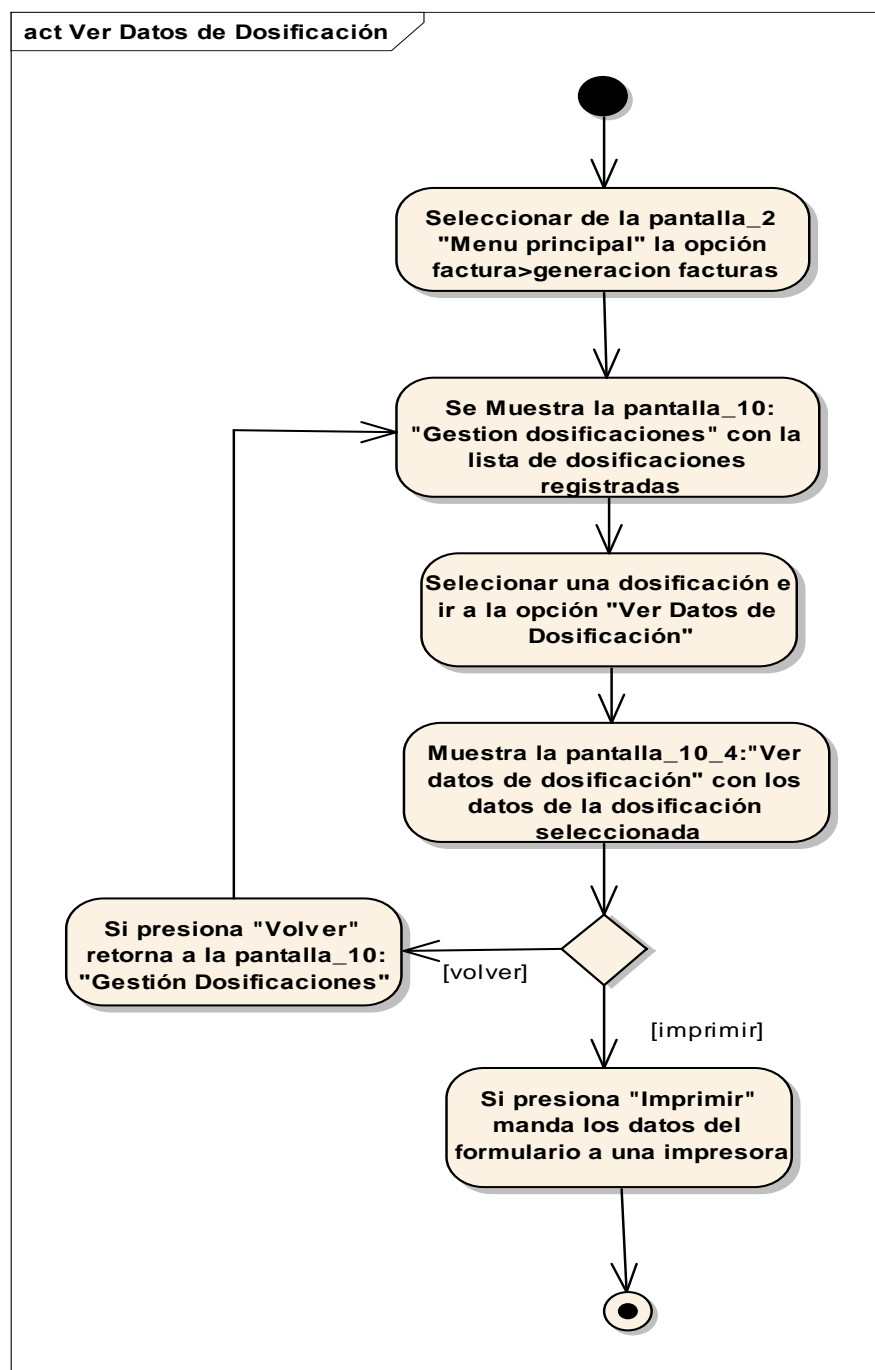 act Ver Datos de Dosificación
Seleccionar de la pantalla_2
"Menu principal" la opción
factura>generacion facturas
Se Muestra la pantalla_10:
"Gestion dosificaciones" con la
lista de dosificaciones
registradas
Selecionar una dosificación e
ir a la opción "Ver Datos de
Dosificación"
Muestra la pantalla_10_4:"Ver
datos de dosificación" con los
datos de la dosificación
seleccionada
Si presiona "Volver"
retorna a la pantalla_10:
"Gestión Dosificaciones"
[volver]
[imprimir]
Si presiona "Imprimir"
manda los datos del
formulario a una impresora